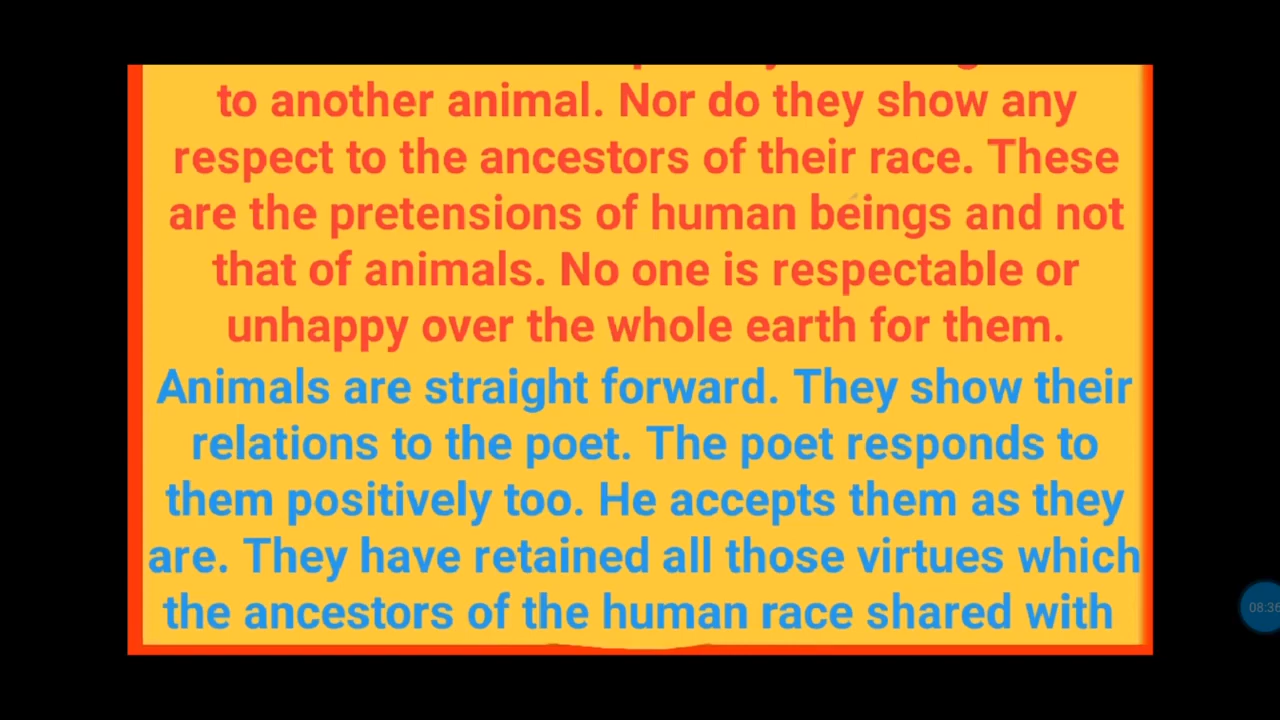 to another animal. Nor do they show any
respect to the ancestors of their race. These
are the pretensions of human beings and not
that of animals. No one is respectable or
unhappy over the whole earth for them.
Animals are straight forward. They show their
relations to the poet. The poet responds to
them positively too. He accepts them as they
are. They have retained all those virtues which
the ancestors of the human race shared with
08:36